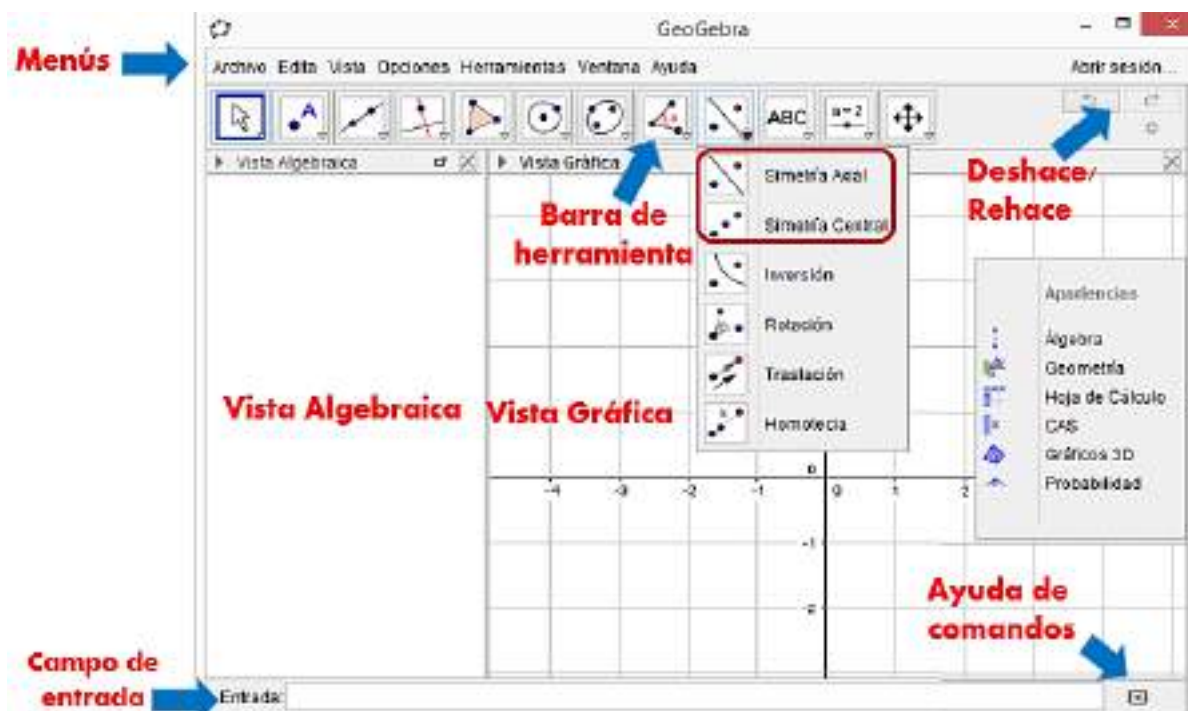 GeoGebra
Menús
Archivo Edita Vista Opciones Herramientas Ventana Ayuda
Abrir sesión...
ABC
a=2
Vista Algebraica
Vista Gráfica
Deshace/
Rehace
Barra de
herramienta
Simetría Axial
Simetría Central
Inversión
Rotación
Traslación
Homotecia
Apariencias
Álgebra
Geometría
Hoja de Cálculo
CAS
Gráficos 3D
Probabilidad
Vista Algebraica
Vista Gráfica
0
-4 -3 -2 -1 0 1 2
-1
-2
Ayuda de
comandos
Campo de
entrada
Entrada: